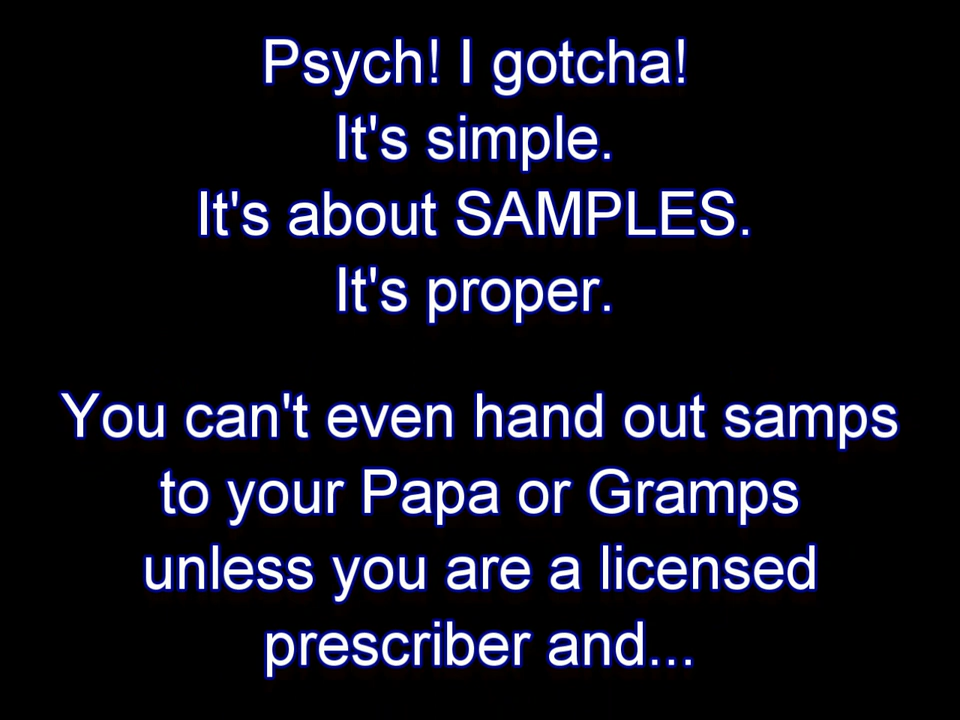 Psych! I gotcha!
It's simple.
It's about SAMPLES.
It's proper.
You can't even hand out samps
to your Papa or Gramps
unless you are a licensed
prescriber and...